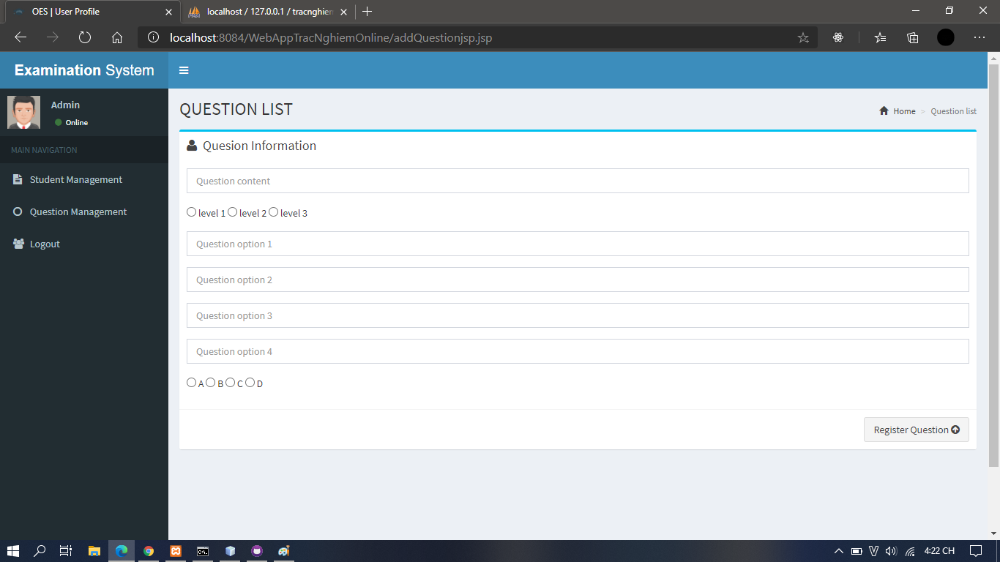 OES | User Profile
localhost / 127.0.0.1 / tracnghiem
localhost:8084/WebAppTracNghiemOnline/addQuestionjsp.jsp
Examination System
Admin
Online
MAIN NAVIGATION
Student Management
Question Management
Logout
QUESTION LIST
Home > Question list
Quesion Information
Question content
level 1 level 2 level 3
Question option 1
Question option 2
Question option 3
Question option 4
A B C D
Register Question
4:22 CH